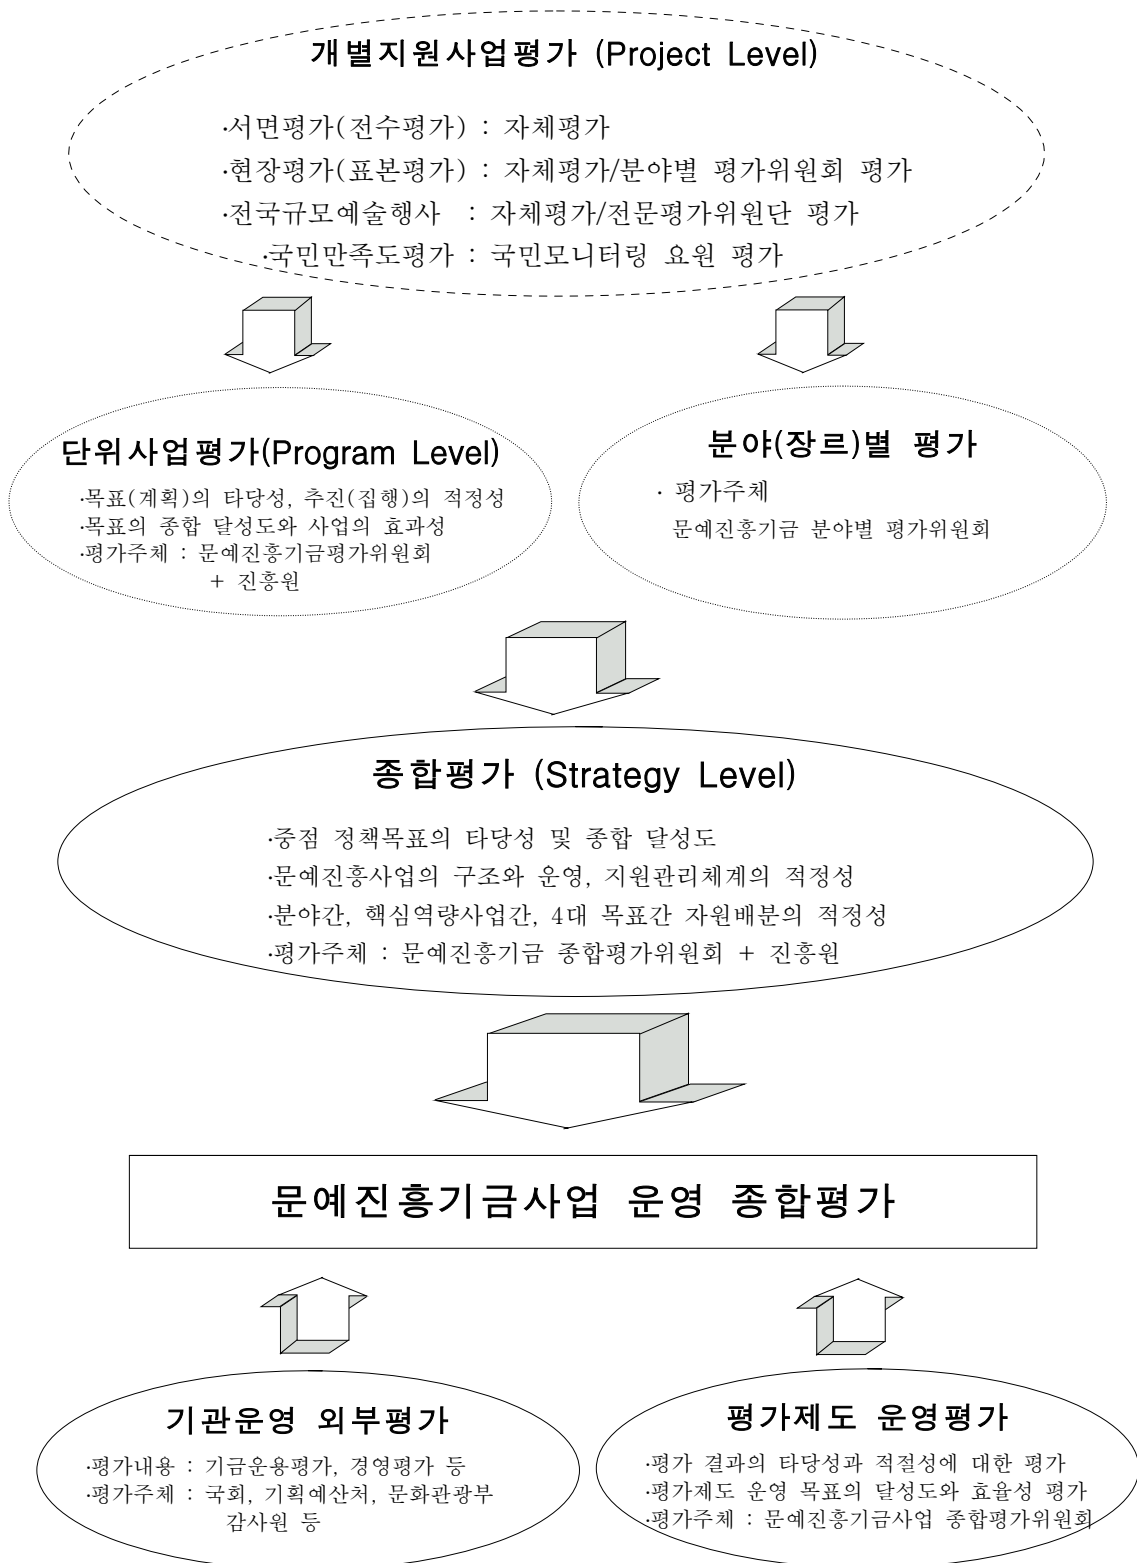 개별지원사업평가 (Project Level)
·서면평가(전수평가) : 자체평가
·현장평가(표본평가) : 자체평가/분야별 평가위원회 평가
·전국규모예술행사 : 자체평가/전문평가위원단 평가
·국민만족도평가 : 국민모니터링 요원 평가
단위사업평가(Program Level)
·목표(계획)의 타당성, 추진(집행)의 적정성
·목표의 종합 달성도와 사업의 효과성
·평가주체 : 문예진흥기금평가위원회
+ 진흥원
분야(장르)별 평가
· 평가주체
문예진흥기금 분야별 평가위원회
종합평가 (Strategy Level)
·중점 정책목표의 타당성 및 종합 달성도
·문예진흥사업의 구조와 운영, 지원관리체계의 적정성
·분야간, 핵심역량사업간, 4대 목표간 자원배분의 적정성
·평가주체 : 문예진흥기금 종합평가위원회 + 진흥원
문예진흥기금사업 운영 종합평가
기관운영 외부평가
·평가내용 : 기금운용평가, 경영평가 등
·평가주체 : 국회, 기획예산처, 문화관광부
감사원 등
평가제도 운영평가
·평가 결과의 타당성과 적절성에 대한 평가
·평가제도 운영 목표의 달성도와 효율성 평가
·평가주체 : 문예진흥기금사업 종합평가위원회